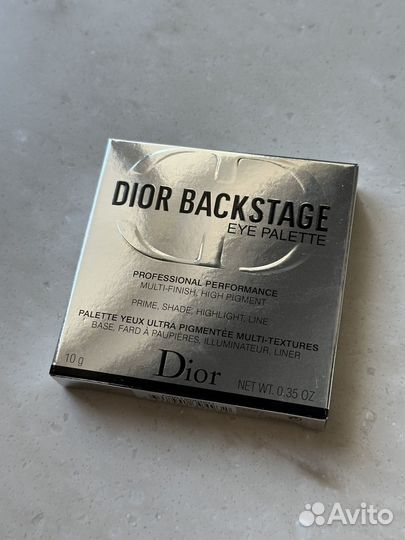 DIOR BACKSTAGE
EYE PALETTE
PROFESSIONAL PERFORMANCE
MULTI-FINISH, HIGH PIGMENT
PRIME, SHADE, HIGHLIGHT, LINE
PALETTE YEUX ULTRA PIGMENTÉE MULTI-TEXTURES
BASE, FARD À PAUPIÈRES, ILLUMINATEUR, LINER
10 g
Dior
NET WT. 0.35 OZ
Avito